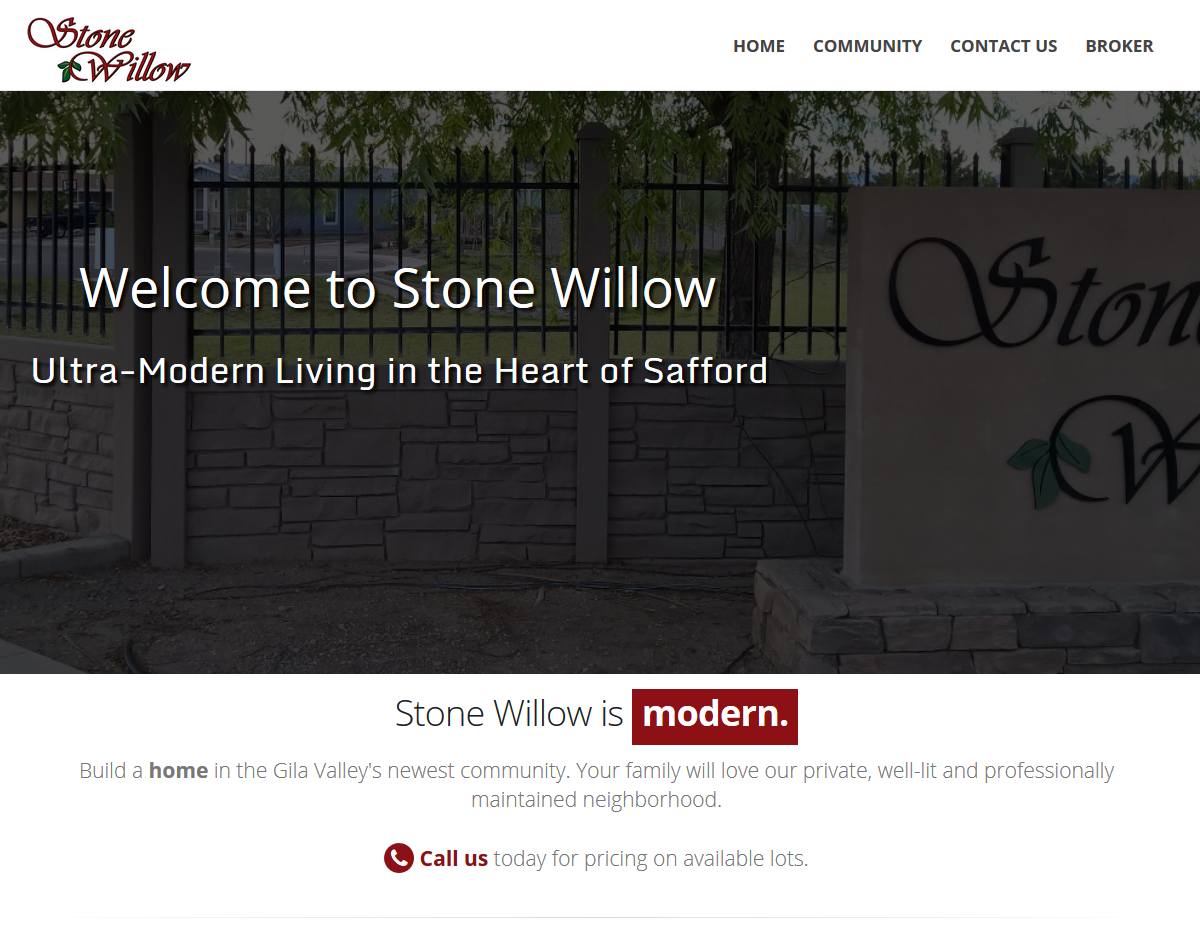 Stone
Willow
HOME COMMUNITY CONTACT US BROKER
Welcome to Stone Willow
Ultra-Modern Living in the Heart of Safford
Ston
W
Stone Willow is modern.
Build a home in the Gila Valley's newest community. Your family will love our private, well-lit and professionally
maintained neighborhood.
Call us today for pricing on available lots.